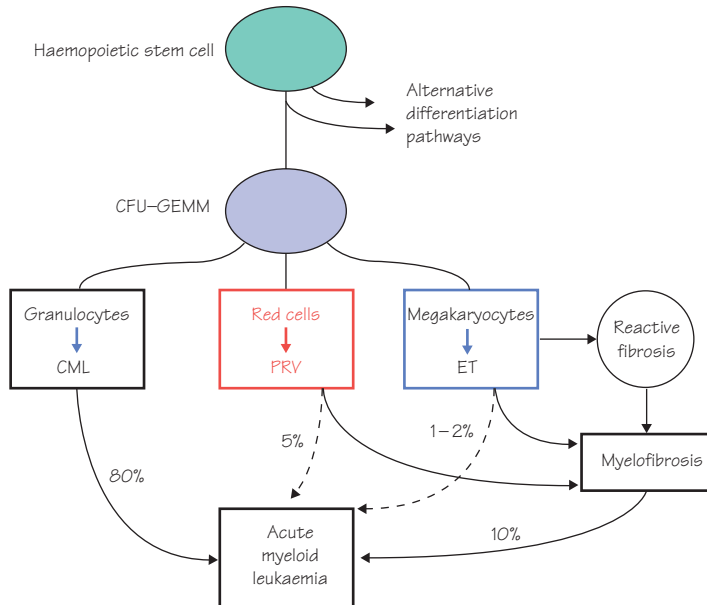 Haemopoietic stem cell
Alternative
differentiation
pathways
CFU–GEMM
Granulocytes
CML
Red cells
PRV
Megakaryocytes
ET
Reactive
fibrosis
80%
5%
1–2%
Myelofibrosis
Acute
myeloid
leukaemia
10%